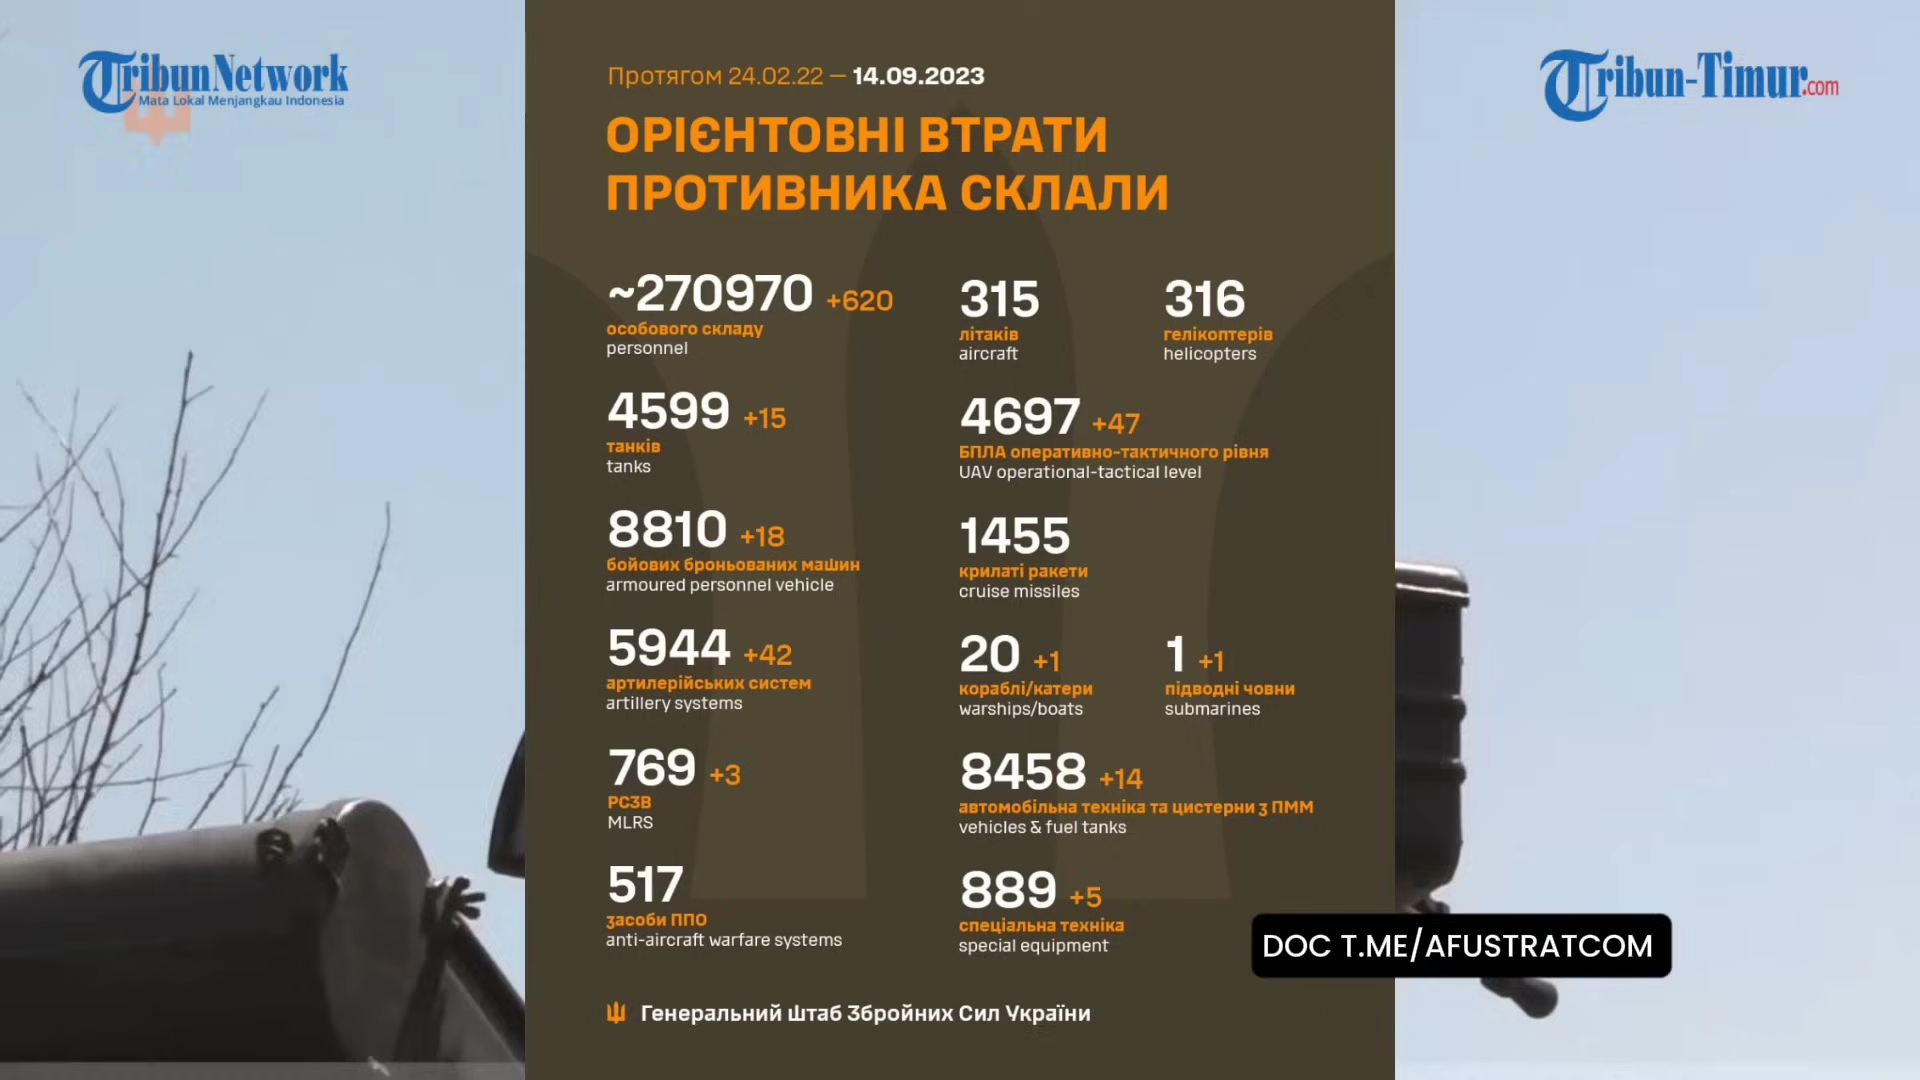 TribunNetwork
Mata Lokal Menjangkau Indonesia
Tribun-Timur.com
Протягом 24.02.22 — 14.09.2023
ОРІЄНТОВНІ ВТРАТИ
ПРОТИВНИКА СКЛАЛИ
~270970 +620
особового складу
personnel
315
літаків
aircraft
316
гелікоптерів
helicopters
4599 +15
танків
tanks
4697 +47
БПЛА оперативно-тактичного рівня
UAV operational-tactical level
8810 +18
бойових броньованих машин
armoured personnel vehicle
1455
крилаті ракети
cruise missiles
5944 +42
артилерійських систем
artillery systems
20 +1
кораблі/катери
warships/boats
1 +1
підводні човни
submarines
769 +3
РСЗВ
MLRS
8458 +14
автомобільна техніка та цистерни з ПММ
vehicles & fuel tanks
517
засоби ППО
anti-aircraft warfare systems
889 +5
спеціальна техніка
special equipment
DOC T.ME/AFUSTRATCOM
Генеральний штаб Збройних Сил України